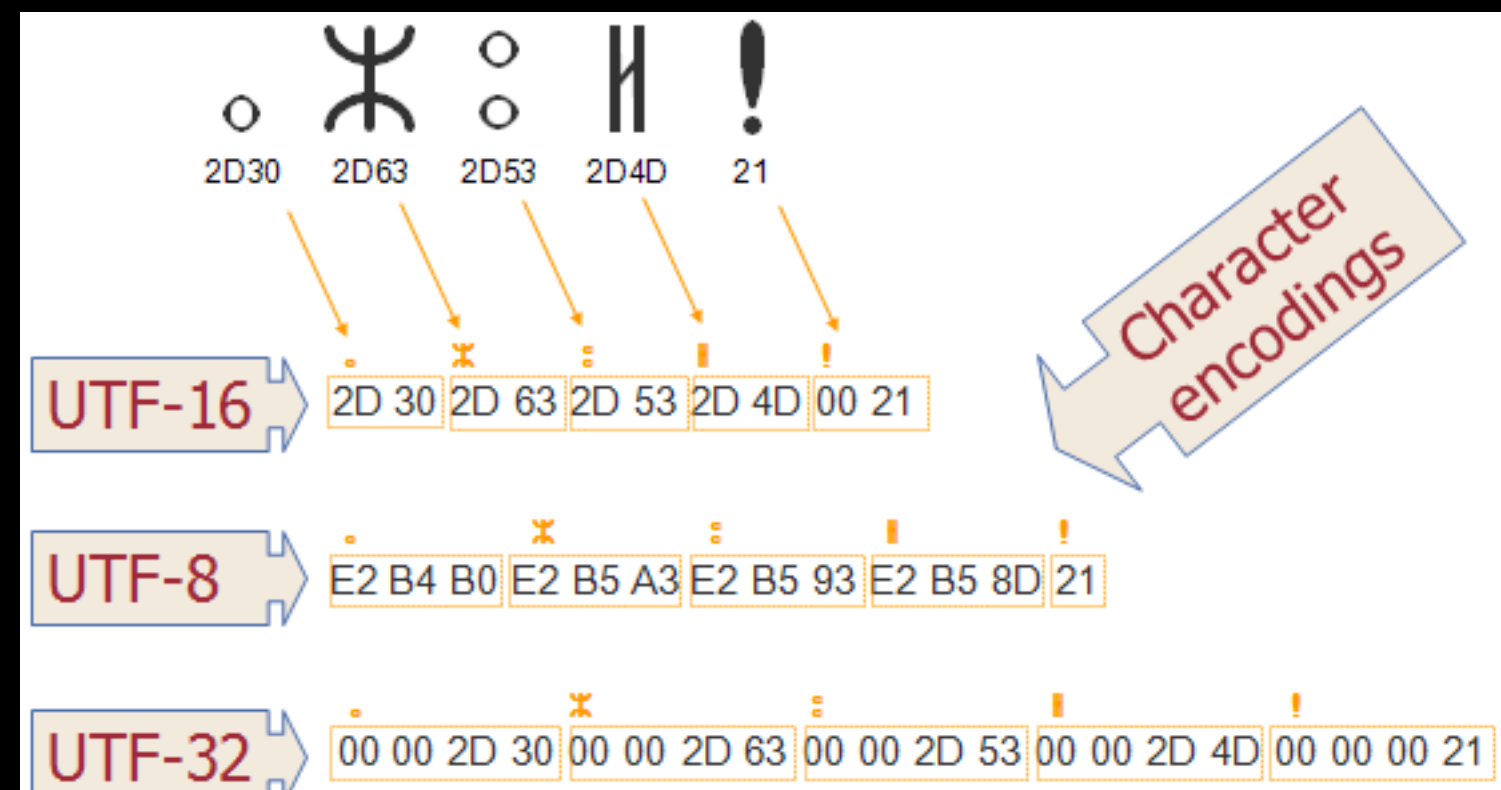 ⴰ ⵣ ⵓ ⵍ !
2D30 2D63 2D53 2D4D 21
Character
encodings
ⴰ ⵣ ⵓ ⵍ !
UTF-16 2D 30 2D 63 2D 53 2D 4D 00 21
ⴰ ⵣ ⵓ ⵍ !
UTF-8 E2 B4 B0 E2 B5 A3 E2 B5 93 E2 B5 8D 21
ⴰ ⵣ ⵓ ⵍ !
UTF-32 00 00 2D 30 00 00 2D 63 00 00 2D 53 00 00 2D 4D 00 00 00 21